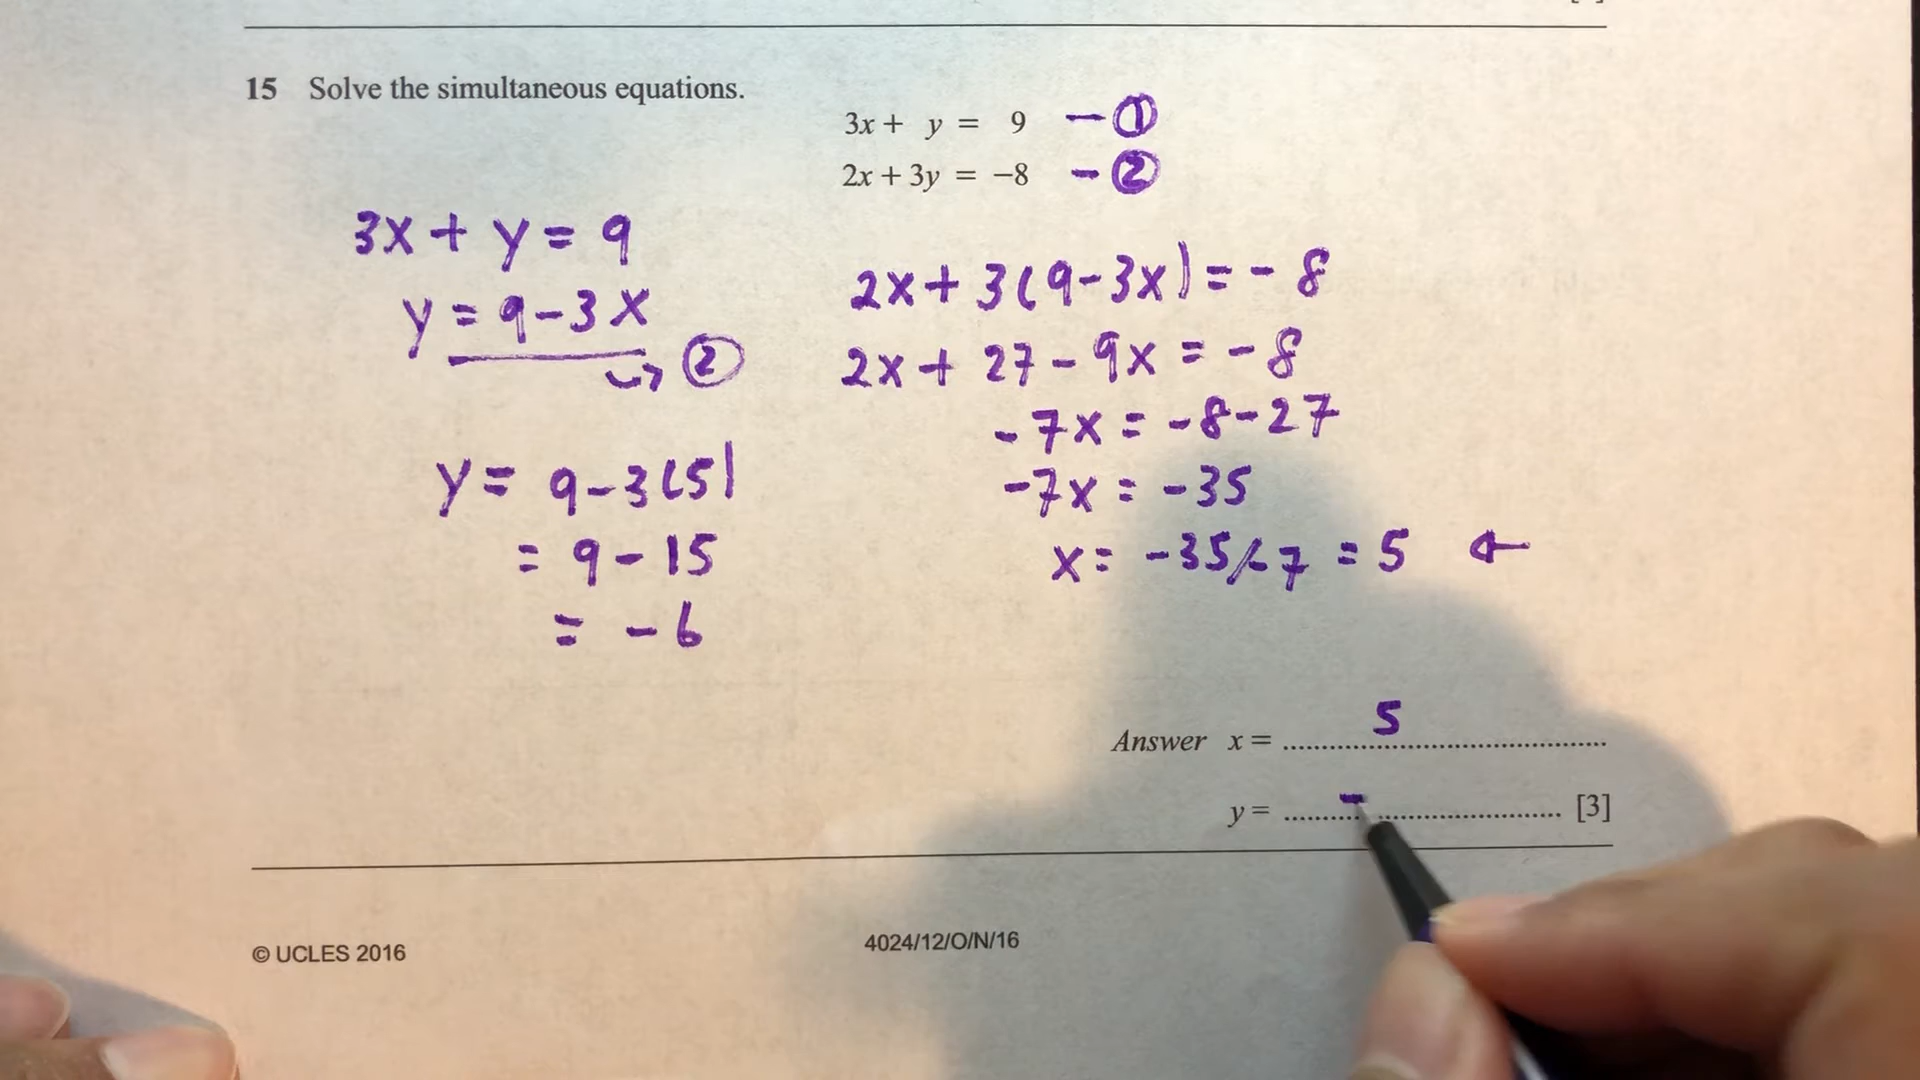 15 Solve the simultaneous equations.
3x + y = 9 — ①
2x + 3y = −8 — ②
3x + y = 9
y = 9 − 3x
↪ ②
2x + 3(9 − 3x) = − 8
2x + 27 − 9x = − 8
−7x = −8 − 27
−7x = −35
x = −35/−7 = 5 ←
y = 9 − 3(5)
= 9 − 15
= − 6
Answer x = 5
y = − [3]
© UCLES 2016
4024/12/O/N/16